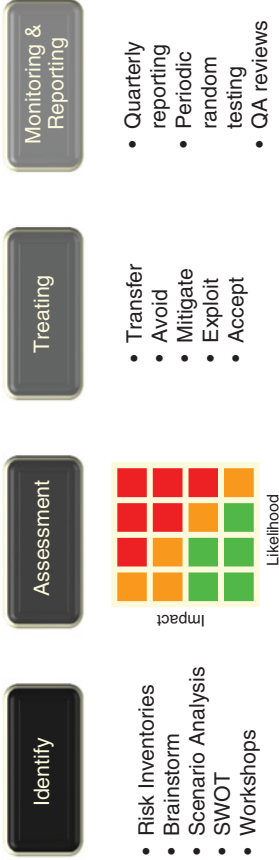 Identify
• Risk Inventories
• Brainstorm
• Scenario Analysis
• SWOT
• Workshops
Assessment
Impact
Likelihood
Treating
• Transfer
• Avoid
• Mitigate
• Exploit
• Accept
Monitoring &
Reporting
• Quarterly
reporting
• Periodic
random
testing
• QA reviews